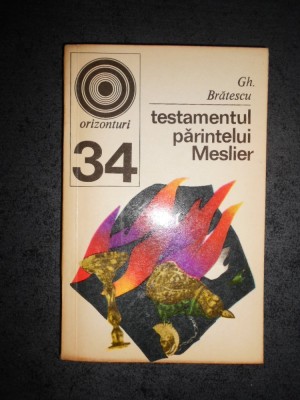 Gh.
Brătescu
orizonturi
34
testamentul
părintelui
Meslier